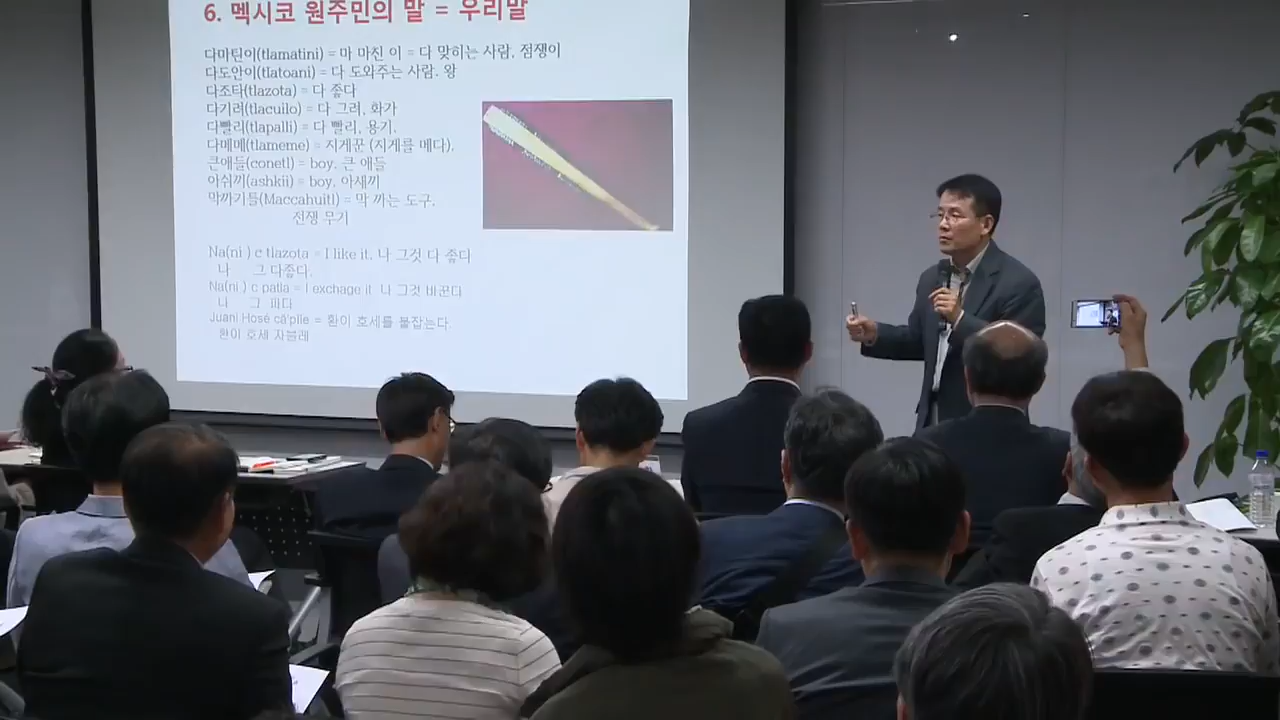 6. 멕시코 원주민의 말 = 우리말
다마틴이(tlamatini) = 마 마친 이 = 다 맞히는 사람, 점쟁이
다도안이(tlatoani) = 다 도와주는 사람. 왕
다조타(tlazota) = 다 좋다
다기려(tlacuilo) = 다 그려, 화가
다빨리(tlapalli) = 다 빨리, 용기,
다메메(tlameme) = 지게꾼 (지게를 메다),
큰애들(conetl) = boy. 큰 애들
아쉬끼(ashkii) = boy. 아새끼
막까기틀(Maccahuitl) = 막 까는 도구,
전쟁 무기
Na(ni ) c tlazota = I like it, 나 그것 다 좋다
나 그 다좋다.
Na(ni ) c patla = I exchage it 나 그것 바꾼다
나 그 파다
Juani Hosé cā'piie = 환이 호세를 붙잡는다.
환이 호세 자블레